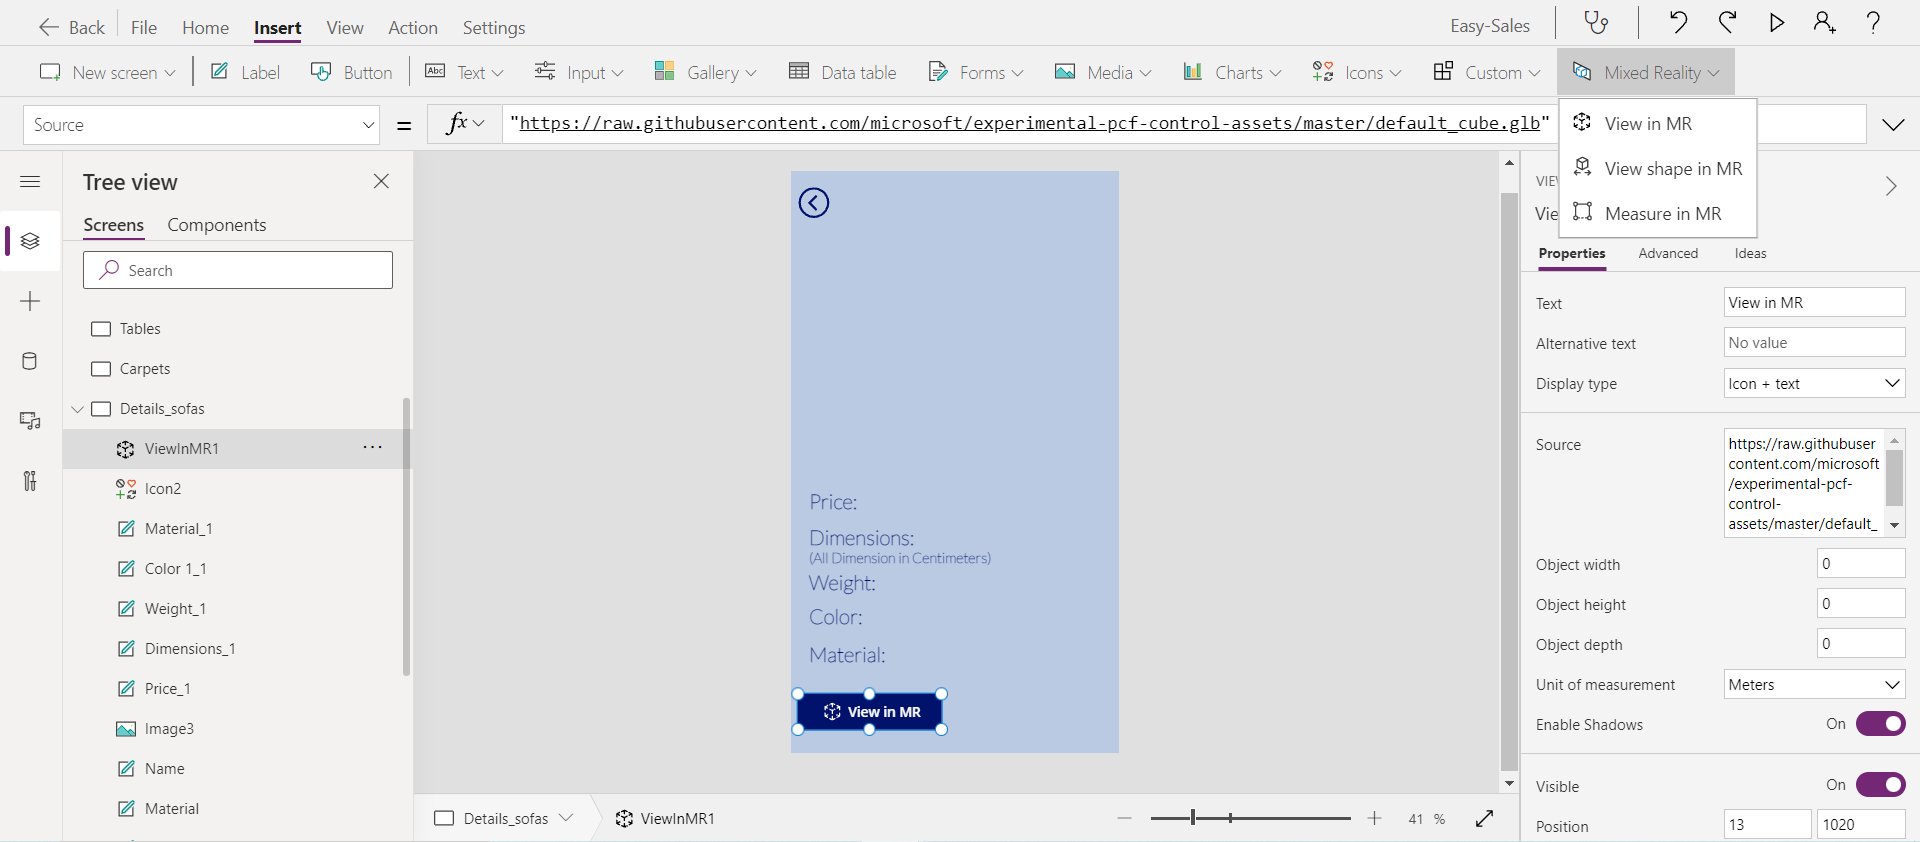 Back File Home Insert View Action Settings Easy-Sales
New screen Label Button Abc Text Input Gallery Data table Forms Media Charts Icons Custom Mixed Reality
Source = fx "https://raw.githubusercontent.com/microsoft/experimental-pcf-control-assets/master/default_cube.glb"
View in MR
View shape in MR
Measure in MR
Tree view
Screens Components
Search
Tables
Carpets
Details_sofas
ViewInMR1 ...
Icon2
Material_1
Color 1_1
Weight_1
Dimensions_1
Price_1
Image3
Name
Material
Price:
Dimensions:
(All Dimension in Centimeters)
Weight:
Color:
Material:
View in MR
Details_sofas ViewInMR1 41 %
VIE
Vie
Properties Advanced Ideas
Text View in MR
Alternative text No value
Display type Icon + text
Source https://raw.githubuser
content.com/microsoft
/experimental-pcf-
control-
assets/master/default_
Object width 0
Object height 0
Object depth 0
Unit of measurement Meters
Enable Shadows On
Visible On
Position 13 1020